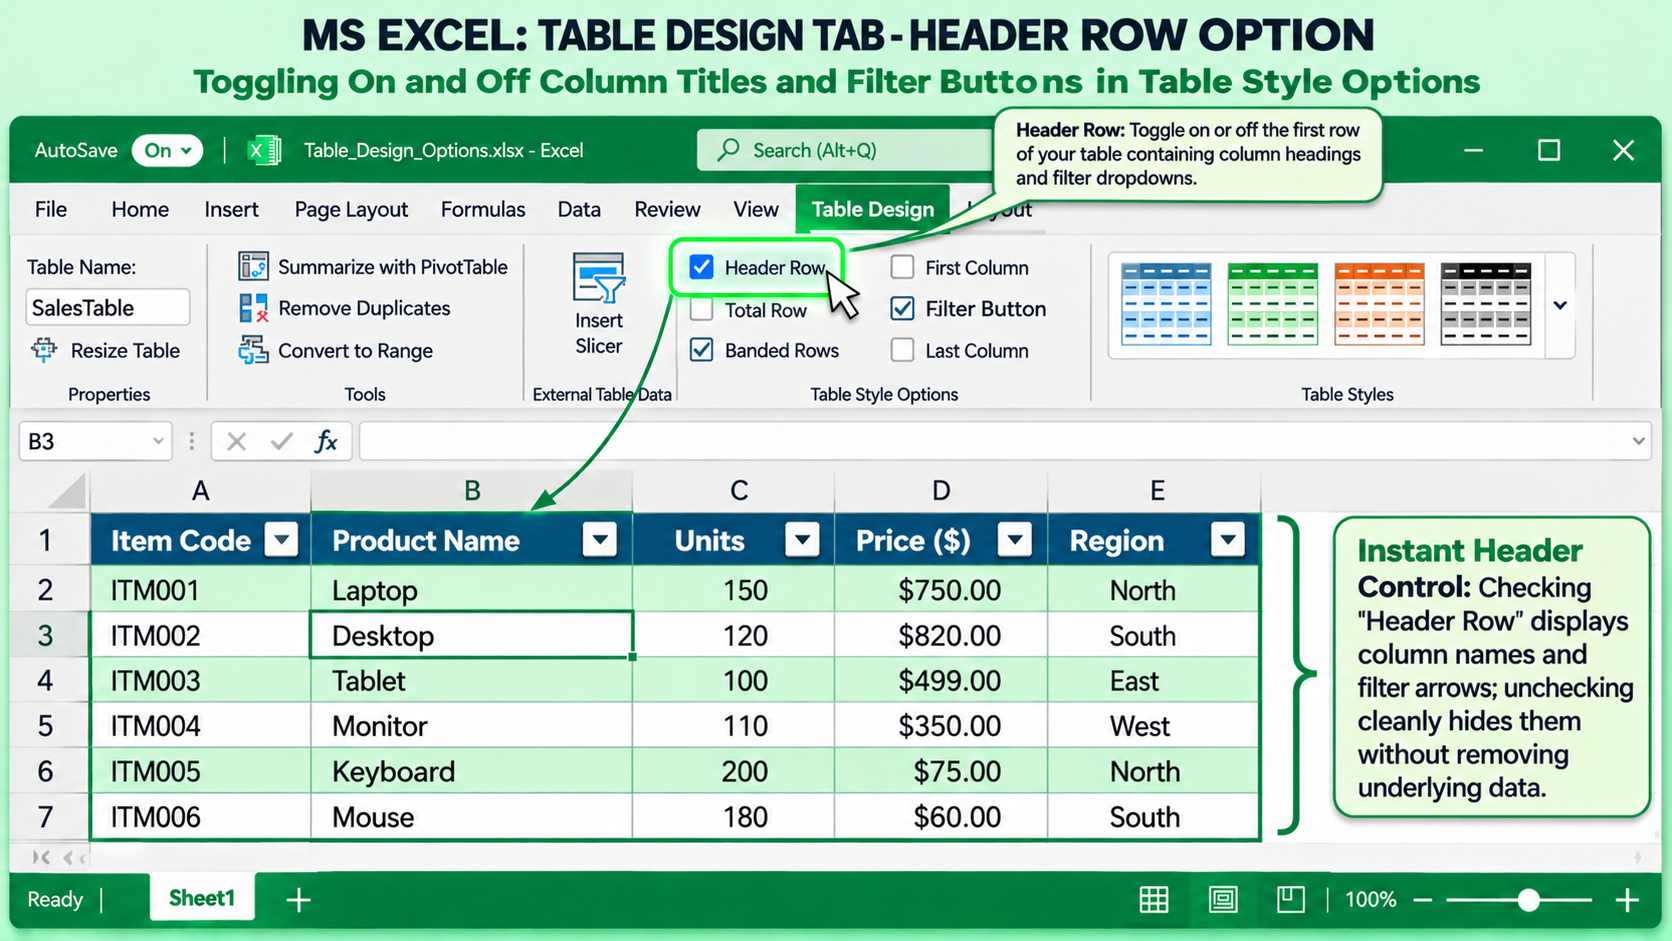 MS EXCEL: TABLE DESIGN TAB - HEADER ROW OPTION
Toggling On and Off Column Titles and Filter Buttons in Table Style Options
AutoSave On Table_Design_Options.xlsx - Excel Search (Alt+Q)
Header Row: Toggle on or off the first row
of your table containing column headings
and filter dropdowns.
File Home Insert Page Layout Formulas Data Review View Table Design
Table Name:
SalesTable
Resize Table
Properties
Summarize with PivotTable
Remove Duplicates
Convert to Range
Tools
Insert
Slicer
External Table Data
Header Row First Column
Total Row Filter Button
Banded Rows Last Column
Table Style Options
Table Styles
B3 fx
A B C D E
1 Item Code Product Name Units Price ($) Region
2 ITM001 Laptop 150 $750.00 North
3 ITM002 Desktop 120 $820.00 South
4 ITM003 Tablet 100 $499.00 East
5 ITM004 Monitor 110 $350.00 West
6 ITM005 Keyboard 200 $75.00 North
7 ITM006 Mouse 180 $60.00 South
Instant Header
Control: Checking
"Header Row" displays
column names and
filter arrows; unchecking
cleanly hides them
without removing
underlying data.
Ready Sheet1 100%